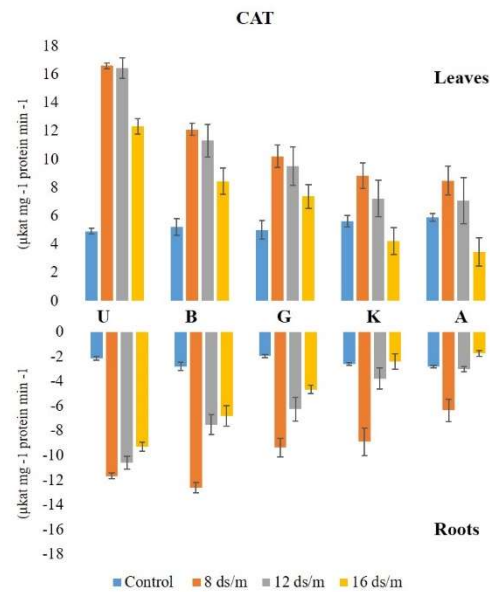 CAT
18
16
14
12
10
8
6
4
2
0
(µkat mg -1 protein min -1
Leaves
U B G K A
0
-2
-4
-6
-8
-10
-12
-14
-16
-18
(µkat mg -1 protein min -1
Roots
Control 8 ds/m 12 ds/m 16 ds/m